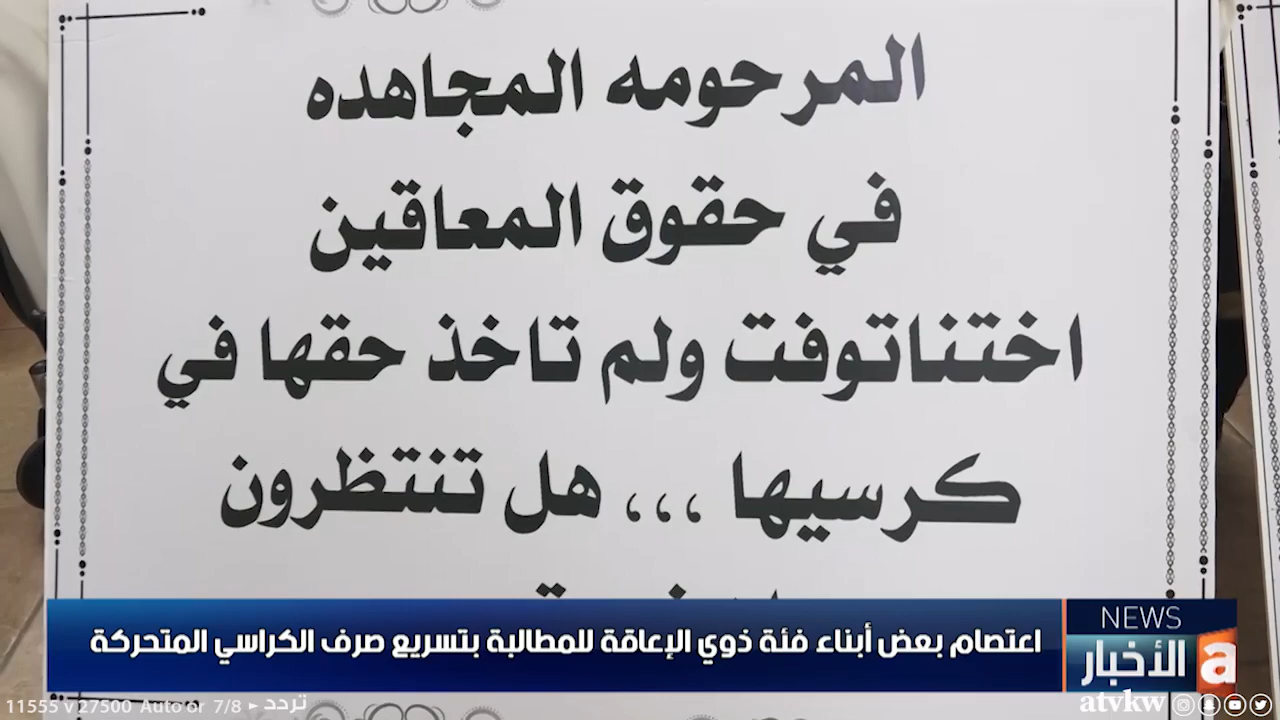 المرحومه المجاهده
في حقوق المعاقين
اختناتوفت ولم تاخذ حقها في
كرسيها ،،، هل تنتظرون
اعتصام بعض أبناء فئة ذوي الإعاقة للمطالبة بتسريع صرف الكراسي المتحركة
NEWS
الأخبار
a
atvkw
11555 v 27500 Auto or 7/8 ► تردد